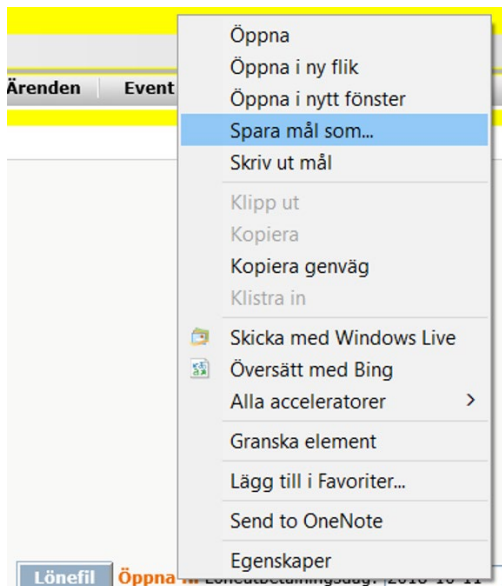 Öppna
Öppna i ny flik
Ärenden Event
Öppna i nytt fönster
Spara mål som...
Skriv ut mål
Klipp ut
Kopiera
Kopiera genväg
Klistra in
Skicka med Windows Live
Översätt med Bing
Alla acceleratorer
Granska element
Lägg till i Favoriter...
Send to OneNote
Egenskaper
Lönefil Öppna